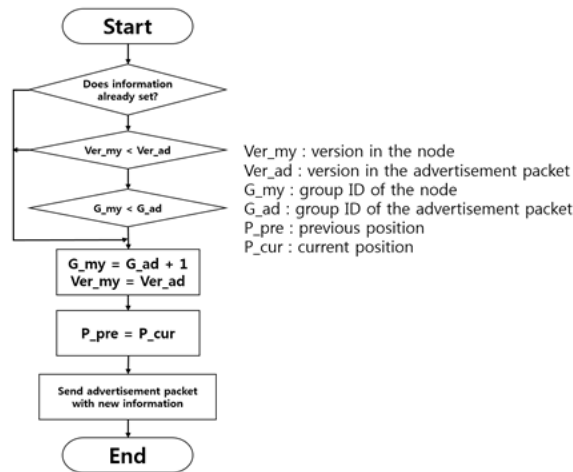 Start
Does information
already set?
Ver_my < Ver_ad
G_my < G_ad
G_my = G_ad + 1
Ver_my = Ver_ad
P_pre = P_cur
Send advertisement packet
with new information
End
Ver_my : version in the node
Ver_ad : version in the advertisement packet
G_my : group ID of the node
G_ad : group ID of the advertisement packet
P_pre : previous position
P_cur : current position